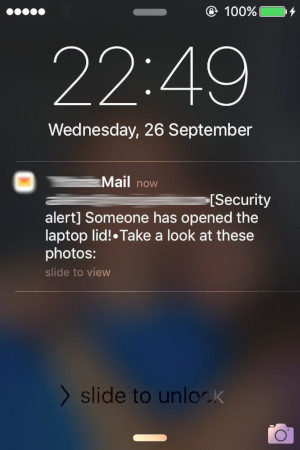 100%
22:49
Wednesday, 26 September
Mail now
[Security
alert] Someone has opened the
laptop lid!•Take a look at these
photos:
slide to view
slide to unlock